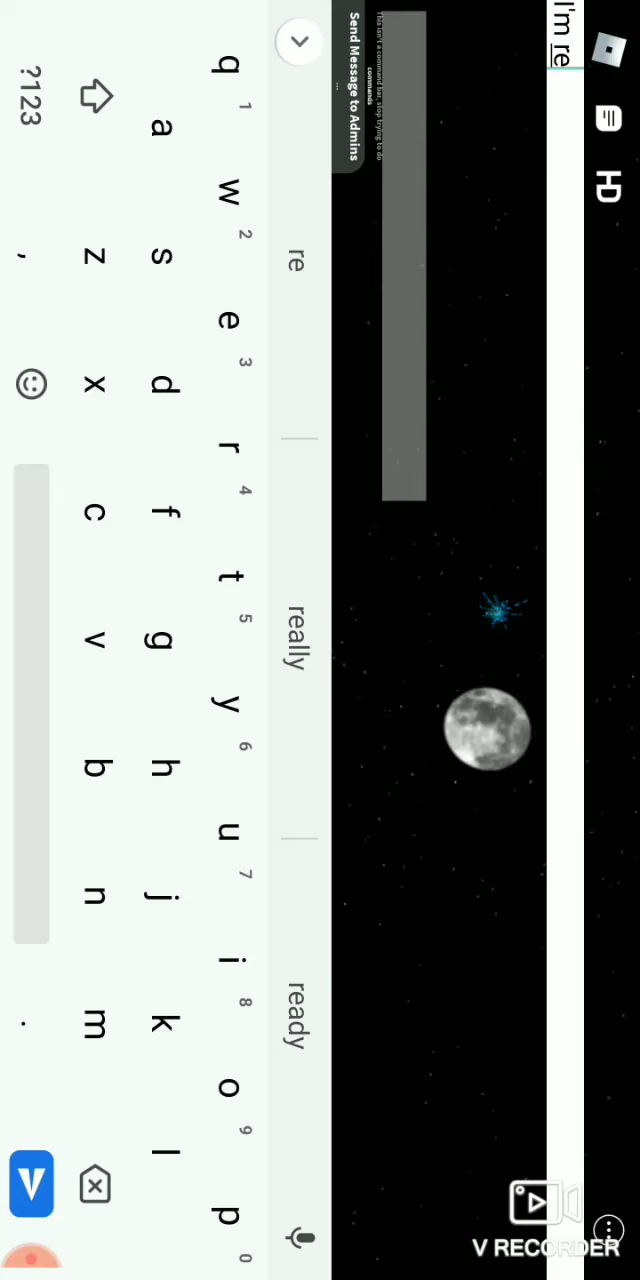 HD
I'm re
This isn't a command bar, stop trying to do
commands
Send Message to Admins
...
re really ready
q 1 w 2 e 3 r 4 t 5 y 6 u 7 i 8 o 9 p 0
a s d f g h j k l
z x c v b n m
?123 , .
V RECORDER